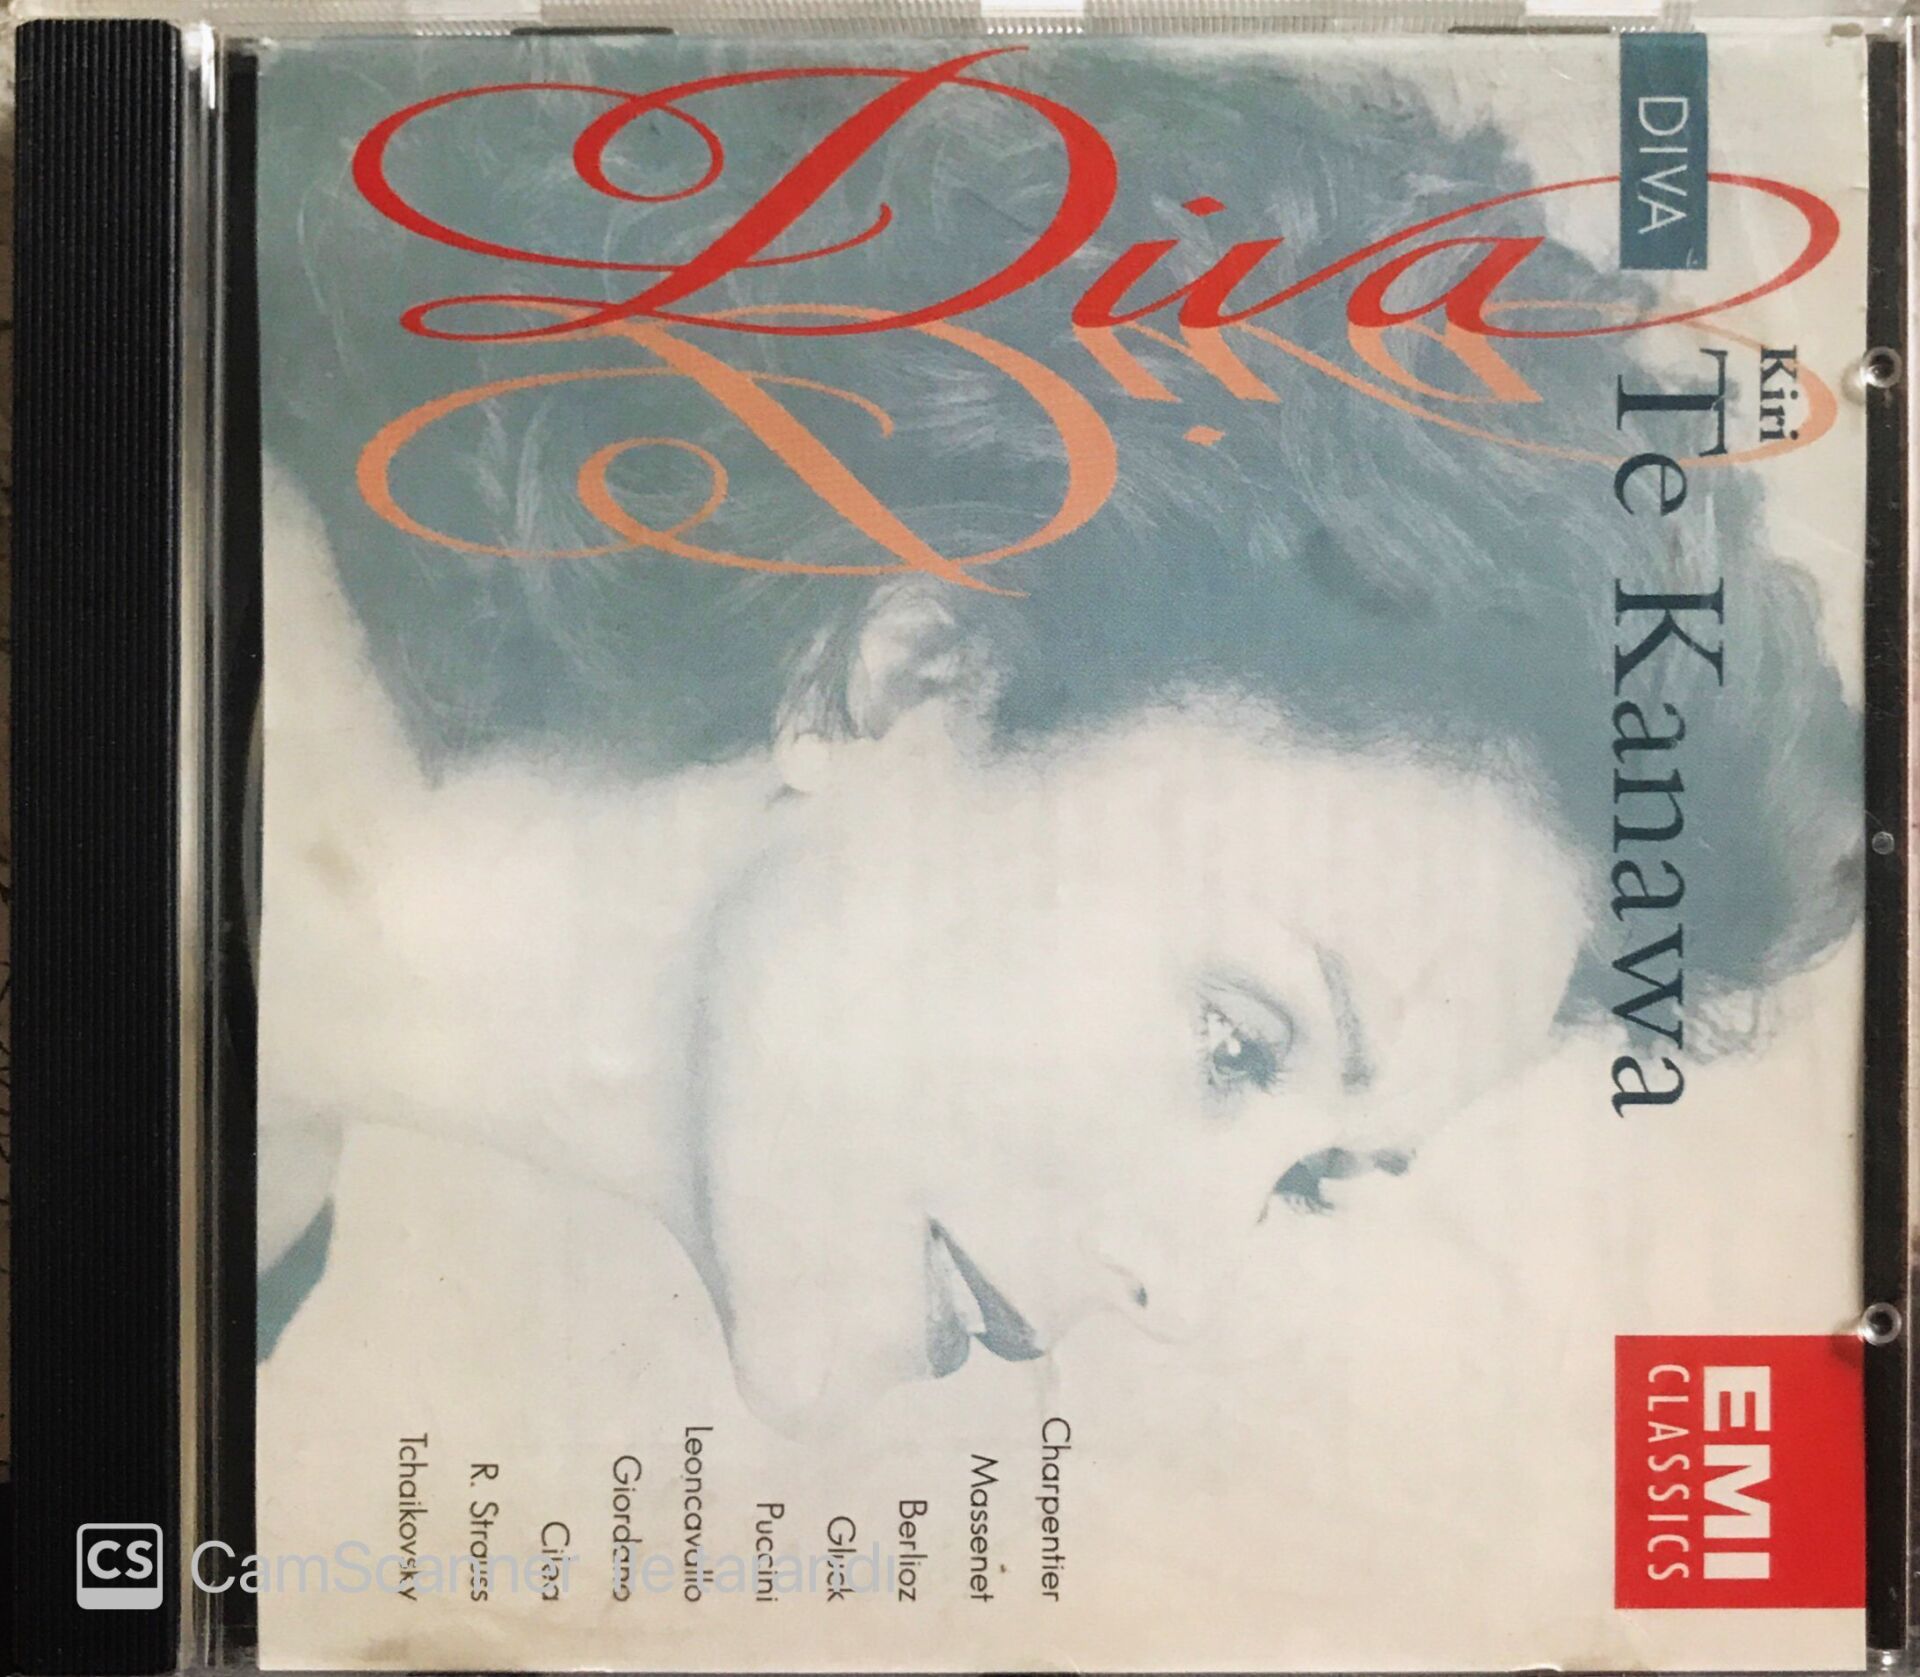 Diva
DIVA
Kiri
Te Kanawa
EMI
CLASSICS
Charpentier
Massenet
Berlioz
Gluck
Puccini
Leoncavallo
Giordano
Cilea
R. Strauss
Tchaikovsky
CS CamScanner